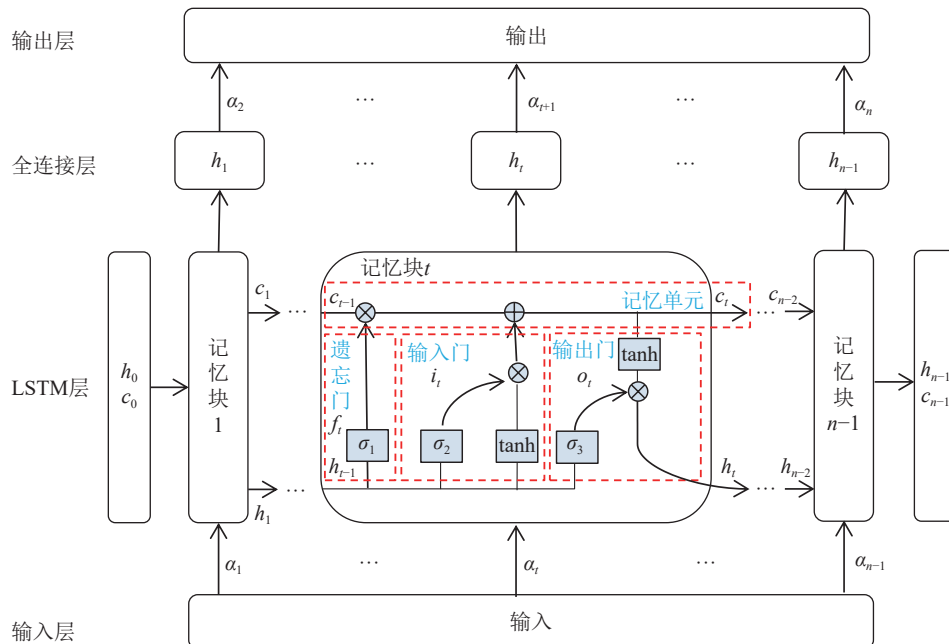 输出层
输出
α2
…
αt+1
…
αn
全连接层
h1
…
ht
…
hn−1
记忆块t
c1
…
ct−1
记忆单元
ct
…
cn−2
h0
c0
LSTM层
记忆块1
遗忘门
ft
输入门
it
输出门
ot
tanh
σ1
σ2
tanh
σ3
ht−1
h1
…
ht
…
hn−2
记忆块n−1
hn−1
cn−1
α1
…
αt
…
αn−1
输入层
输入